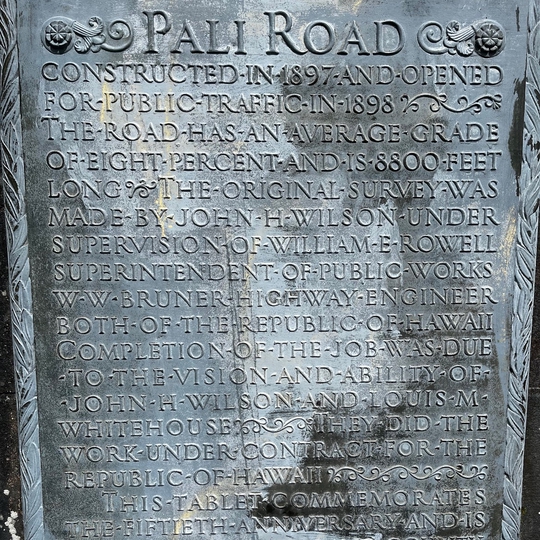 PALI ROAD
CONSTRUCTED·IN·1897·AND·OPENED
FOR·PUBLIC·TRAFFIC·IN·1898
THE·ROAD·HAS·AN·AVERAGE·GRADE
OF·EIGHT·PERCENT·AND·IS·8800·FEET
LONG THE·ORIGINAL·SURVEY·WAS
MADE·BY·JOHN·H·WILSON·UNDER
SUPERVISION·OF·WILLIAM·E·ROWELL
SUPERINTENDENT·OF·PUBLIC·WORKS
W·W·BRUNER·HIGHWAY·ENGINEER
BOTH·OF·THE·REPUBLIC·OF·HAWAII
COMPLETION·OF·THE·JOB·WAS·DUE
·TO·THE·VISION·AND·ABILITY·OF·
·JOHN·H·WILSON·AND·LOUIS·M·
WHITEHOUSE THEY·DID·THE
WORK·UNDER·CONTRACT·FOR·THE
REPUBLIC·OF·HAWAII
THIS·TABLET·COMMEMORATES
THE·FIFTIETH·ANNIVERSARY·AND·IS